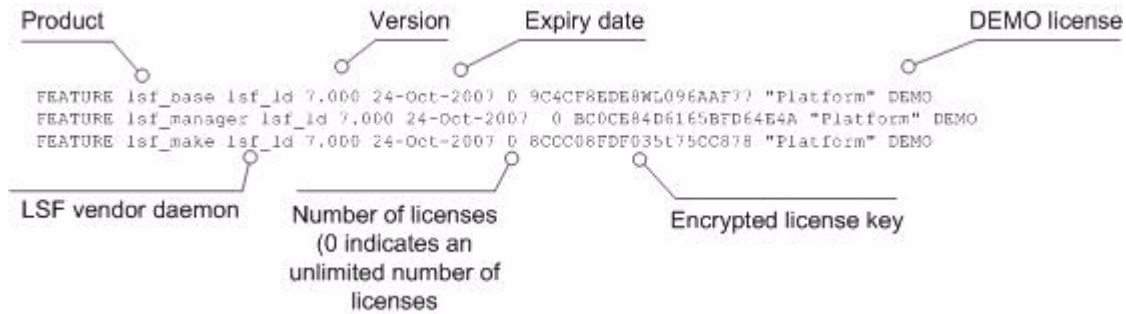 Product Version Expiry date DEMO license
FEATURE lsf_base lsf_ld 7.000 24-Oct-2007 0 9C4CF8EDE8WL096AAF77 "Platform" DEMO
FEATURE lsf_manager lsf_ld 7.000 24-Oct-2007 0 BC0CE84D6165BFD64E4A "Platform" DEMO
FEATURE lsf_make lsf_ld 7.000 24-Oct-2007 0 8CCC08FDF035t75CC878 "Platform" DEMO
LSF vendor daemon
Number of licenses
(0 indicates an
unlimited number of
licenses
Encrypted license key